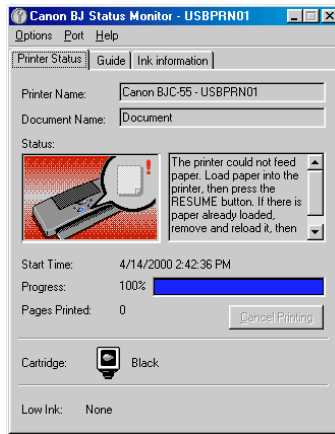 Canon BJ Status Monitor - USBPRN01
Options Port Help
Printer Status Guide Ink information
Printer Name: Canon BJC-55 - USBPRN01
Document Name: Document
Status:
The printer could not feed
paper. Load paper into the
printer, then press the
RESUME button. If there is
paper already loaded,
remove and reload it, then
Start Time: 4/14/2000 2:42:36 PM
Progress: 100%
Pages Printed: 0
Cancel Printing
Cartridge: Black
Low Ink: None